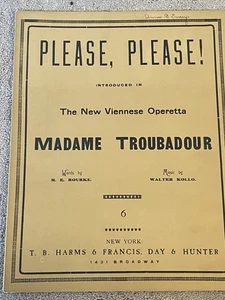 PLEASE, PLEASE!
INTRODUCED IN
The New Viennese Operetta
MADAME TROUBADOUR
Words by
M. E. ROURKE.
Music by
WALTER KOLLO.
6
NEW YORK:
T. B. HARMS & FRANCIS, DAY & HUNTER
1431 BROADWAY